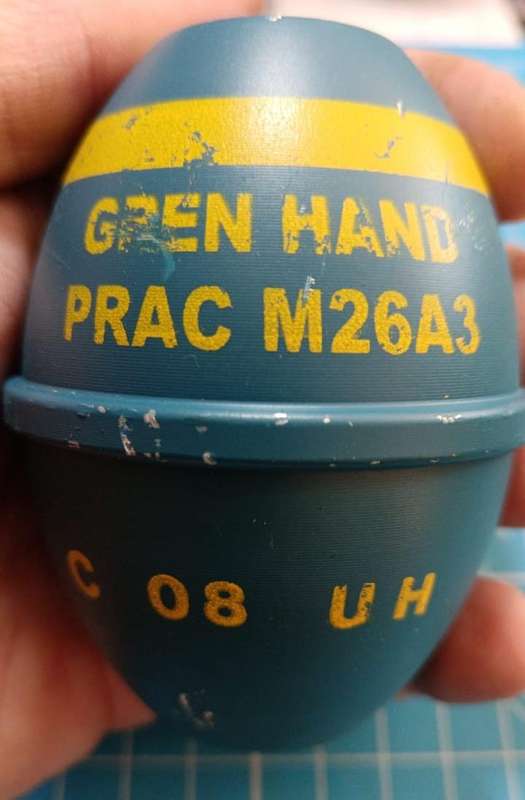 GREN HAND
PRAC M26A3
C 08 UH